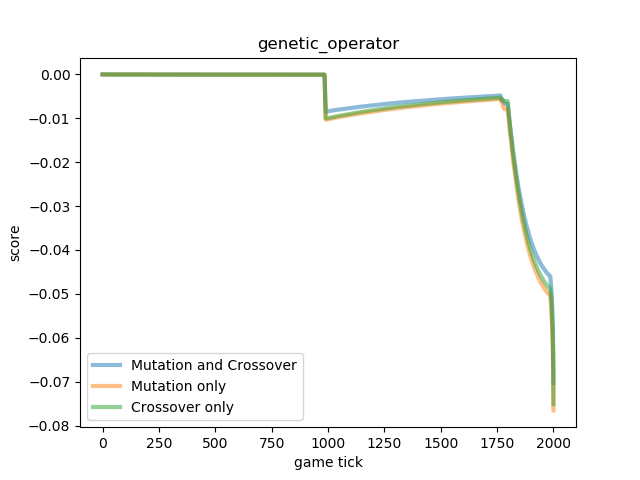 genetic_operator
0.00
−0.01
−0.02
−0.03
−0.04
−0.05
−0.06
−0.07
−0.08
score
Mutation and Crossover
Mutation only
Crossover only
0 250 500 750 1000 1250 1500 1750 2000
game tick